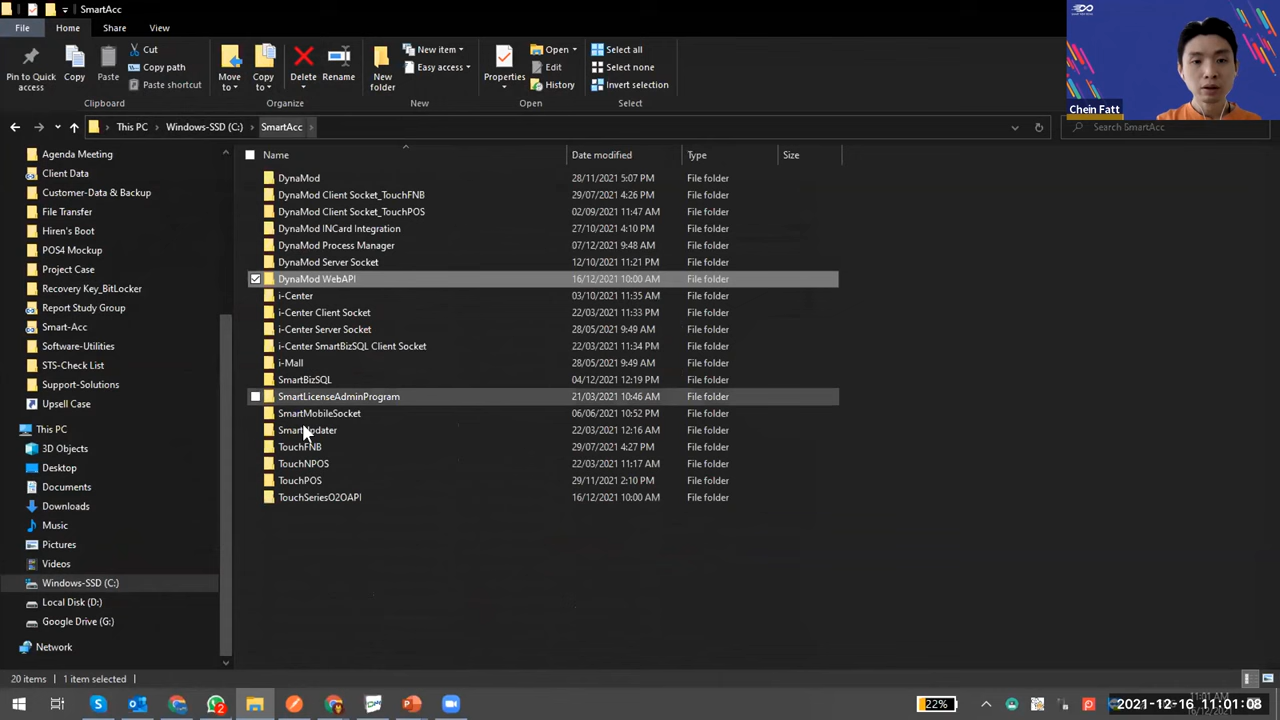 SmartAcc
File Home Share View
Pin to Quick access
Copy
Paste
Cut
Copy path
Paste shortcut
Clipboard
Move to
Copy to
Delete
Rename
Organize
New folder
New item
Easy access
New
Properties
Open
Edit
History
Open
Select all
Select none
Invert selection
Select
Chein Fatt
This PC > Windows-SSD (C:) > SmartAcc >
Search SmartAcc
Agenda Meeting
Client Data
Customer-Data & Backup
File Transfer
Hiren's Boot
POS4 Mockup
Project Case
Recovery Key_BitLocker
Report Study Group
Smart-Acc
Software-Updates
STS-Check List
Support-Solutions
Upsell Case
This PC
3D Objects
Desktop
Documents
Downloads
Music
Pictures
Videos
Windows-SSD (C:)
Local Disk (D:)
Google Drive (G:)
Network
Name Date modified Type Size
DynaMod 28/11/2021 5:07 PM File folder
DynaMod Client Socket_TouchFNB 29/07/2021 4:26 PM File folder
DynaMod Client Socket_TouchPOS 02/09/2021 11:47 AM File folder
DynaMod INCard Integration 27/10/2021 4:10 PM File folder
DynaMod Process Manager 07/12/2021 9:48 AM File folder
DynaMod Server Socket 12/10/2021 11:21 PM File folder
DynaMod WebAPI 16/12/2021 10:00 AM File folder
i-Center 03/10/2021 11:35 AM File folder
i-Center Client Socket 22/03/2021 11:33 PM File folder
i-Center Server Socket 28/05/2021 9:49 AM File folder
i-Center SmartBizSQL Client Socket 22/03/2021 11:34 PM File folder
i-Mall 28/05/2021 9:49 AM File folder
SmartBizSQL 04/12/2021 12:19 PM File folder
SmartLicenseAdminProgram 21/03/2021 10:46 AM File folder
SmartMobileSocket 06/06/2021 10:52 PM File folder
SmartUpdater 22/03/2021 12:16 AM File folder
TouchFNB 29/07/2021 4:27 PM File folder
TouchNPOS 22/03/2021 11:17 AM File folder
TouchPOS 29/11/2021 2:10 PM File folder
TouchSeriesO2OAPI 16/12/2021 10:00 AM File folder
20 items 1 item selected
2
22%
2021-12-16 11:01:08